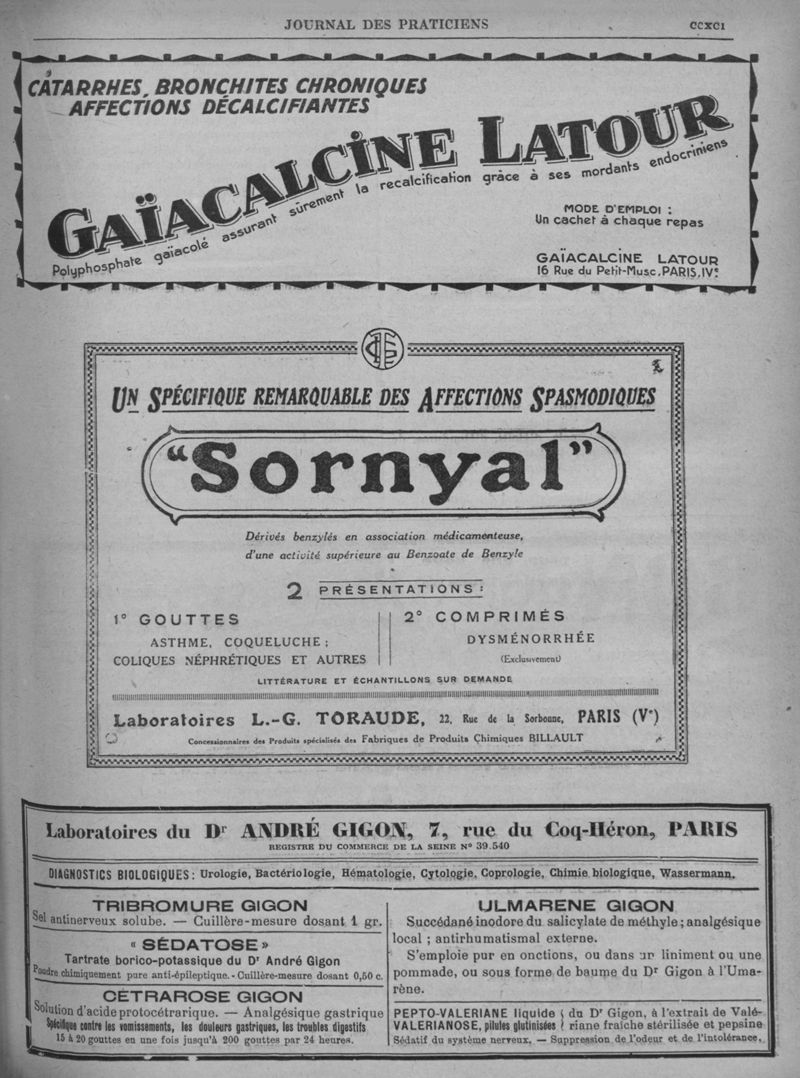 JOURNAL DES PRATICIENS ccxci
CATARRHES, BRONCHITES CHRONIQUES
AFFECTIONS DÉCALCIFIANTES
GAÏACALCINE LATOUR
Polyphosphate gaïacolé assurant sûrement la recalcification grâce à ses mordants endocriniens
MODE D'EMPLOI :
Un cachet à chaque repas
GAÏACALCINE LATOUR
16 Rue du Petit-Musc, PARIS, IVe
UN SPÉCIFIQUE REMARQUABLE DES AFFECTIONS SPASMODIQUES
"Sornyal"
Dérivés benzylés en association médicamenteuse,
d'une activité supérieure au Benzoate de Benzyle
2 PRÉSENTATIONS :
1° GOUTTES
ASTHME, COQUELUCHE ;
COLIQUES NÉPHRÉTIQUES ET AUTRES
2° COMPRIMÉS
DYSMÉNORRHÉE
(Exclusivement)
LITTÉRATURE ET ÉCHANTILLONS SUR DEMANDE
Laboratoires L.-G. TORAUDE, 22, Rue de la Sorbonne, PARIS (Ve)
Concessionnaires des Produits spécialisés des Fabriques de Produits Chimiques BILLAULT
Laboratoires du Dr ANDRÉ GIGON, 7, rue du Coq-Héron, PARIS
REGISTRE DU COMMERCE DE LA SEINE N° 39.540
DIAGNOSTICS BIOLOGIQUES : Urologie, Bactériologie, Hématologie, Cytologie, Coprologie, Chimie biologique, Wassermann.
TRIBROMURE GIGON
Sel antinerveux solube. — Cuillère-mesure dosant 1 gr.
« SÉDATOSE »
Tartrate borico-potassique du Dr André Gigon
Poudre chimiquement pure anti-épileptique. - Cuillère-mesure dosant 0,50 c.
CÉTRAROSE GIGON
Solution d'acide protocétrarique. — Analgésique gastrique
Spécifique contre les vomissements, les douleurs gastriques, les troubles digestifs
15 à 20 gouttes en une fois jusqu'à 200 gouttes par 24 heures.
ULMARENE GIGON
Succédané inodore du salicylate de méthyle ; analgésique
local ; antirhumatismal externe.
S'emploie pur en onctions, ou dans un liniment ou une
pommade, ou sous forme de baume du Dr Gigon à l'Uma-
rène.
PEPTO-VALERIANE liquide { du Dr Gigon, à l'extrait de Valé-
VALERIANOSE, pilules glutinisées { riane fraîche stérilisée et pepsine
Sédatif du système nerveux. — Suppression de l'odeur et de l'intolérance.